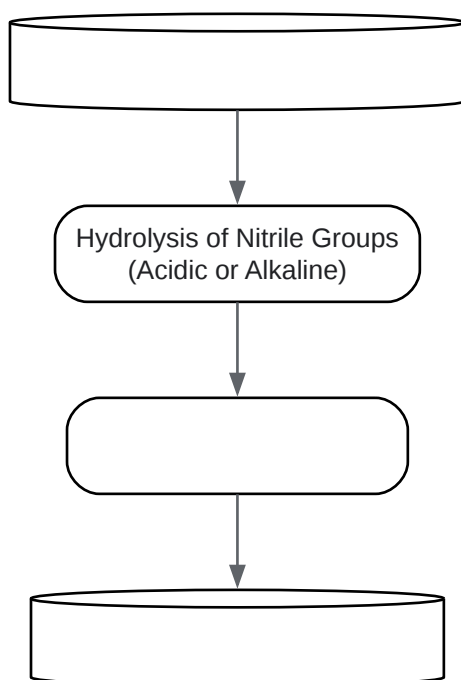 Hydrolysis of Nitrile Groups
(Acidic or Alkaline)